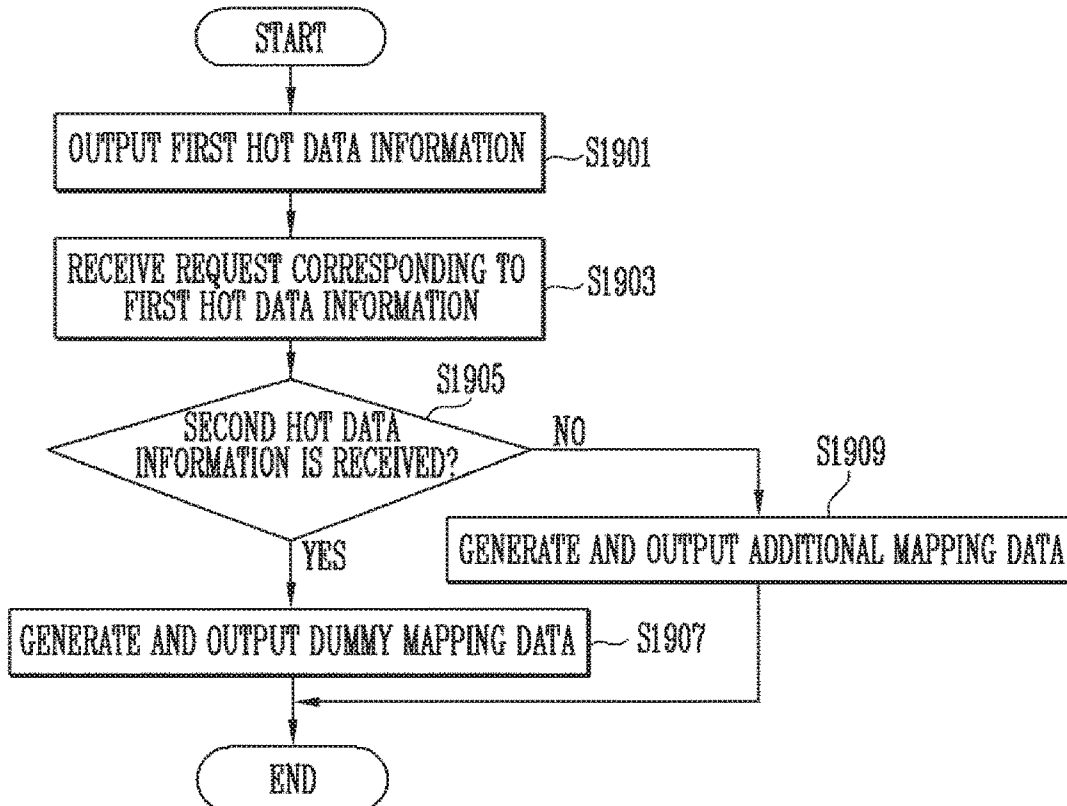 START
OUTPUT FIRST HOT DATA INFORMATION
S1901
RECEIVE REQUEST CORRESPONDING TO
FIRST HOT DATA INFORMATION
S1903
S1905
SECOND HOT DATA
INFORMATION IS RECEIVED?
NO
S1909
GENERATE AND OUTPUT ADDITIONAL MAPPING DATA
YES
GENERATE AND OUTPUT DUMMY MAPPING DATA
S1907
END